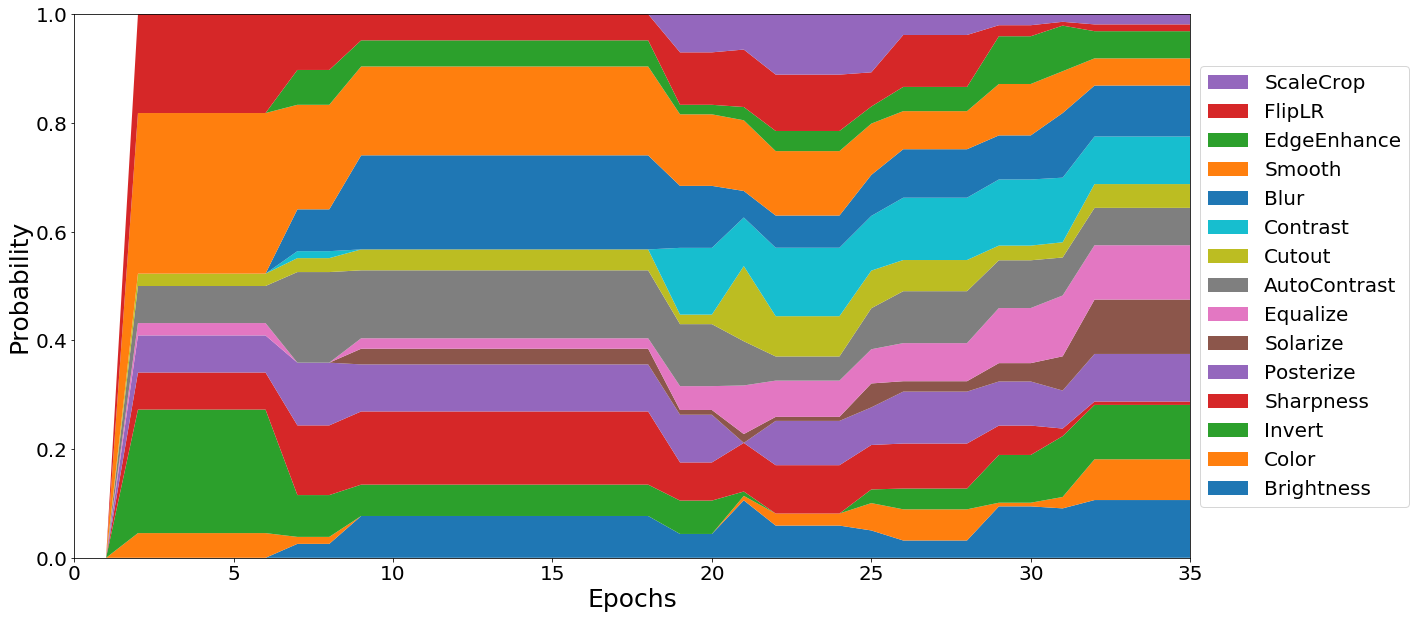 1.0
0.8
0.6
0.4
0.2
0.0
Probability
0 5 10 15 20 25 30 35
Epochs
ScaleCrop
FlipLR
EdgeEnhance
Smooth
Blur
Contrast
Cutout
AutoContrast
Equalize
Solarize
Posterize
Sharpness
Invert
Color
Brightness